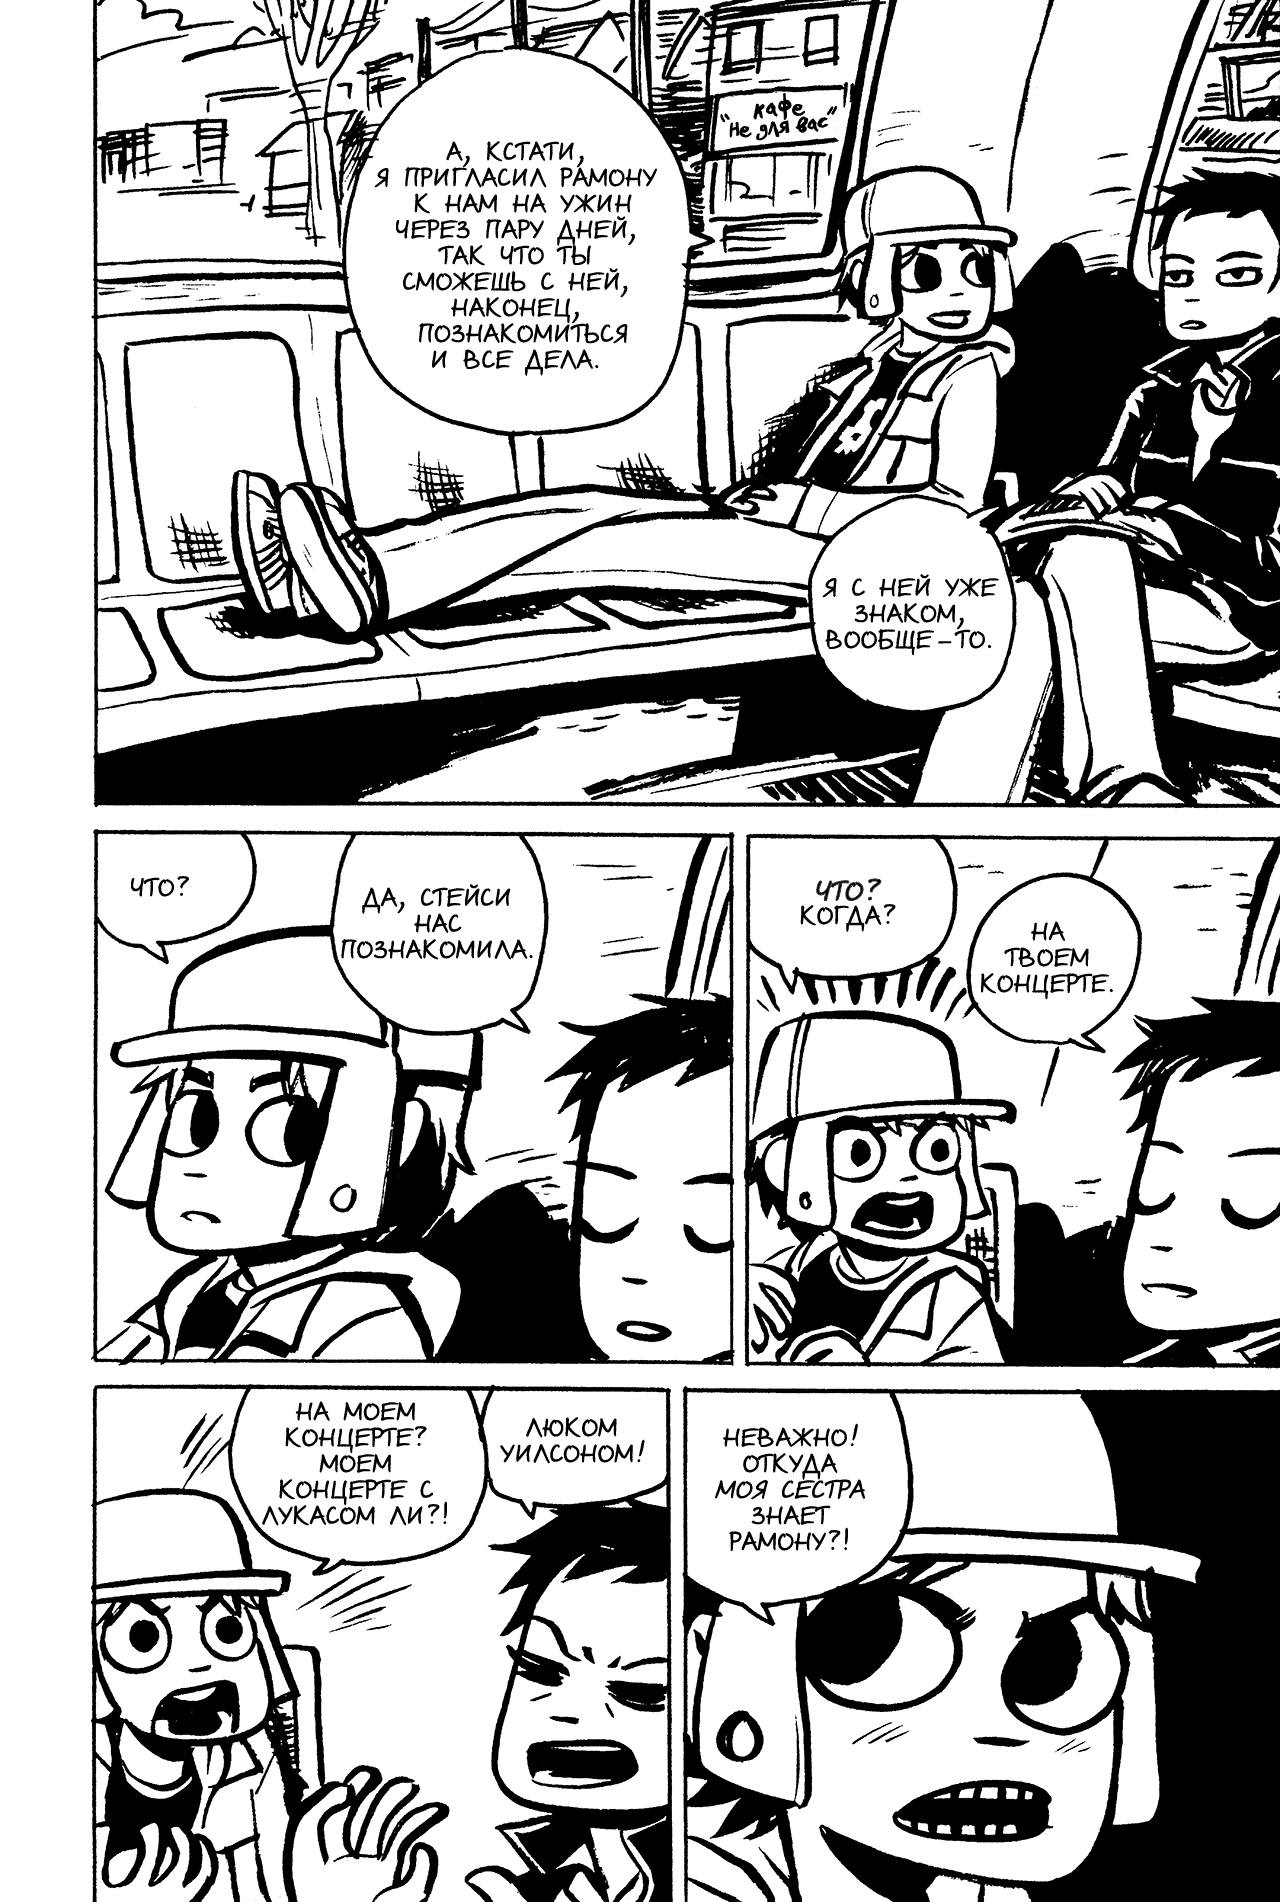 кафе
"Не для вас"
А, КСТАТИ,
Я ПРИГЛАСИЛ РАМОНУ
К НАМ НА УЖИН
ЧЕРЕЗ ПАРУ ДНЕЙ,
ТАК ЧТО ТЫ
СМОЖЕШЬ С НЕЙ,
НАКОНЕЦ,
ПОЗНАКОМИТЬСЯ
И ВСЕ ДЕЛА.
Я С НЕЙ УЖЕ
ЗНАКОМ,
ВООБЩЕ-ТО.
ЧТО?
ДА, СТЕЙСИ
НАС
ПОЗНАКОМИЛА.
ЧТО?
КОГДА?
НА
ТВОЕМ
КОНЦЕРТЕ.
НА МОЕМ
КОНЦЕРТЕ?
МОЕМ
КОНЦЕРТЕ С
ЛУКАСОМ ЛИ?!
ЛЮКОМ
УИЛСОНОМ!
НЕВАЖНО!
ОТКУДА
МОЯ СЕСТРА
ЗНАЕТ
РАМОНУ?!